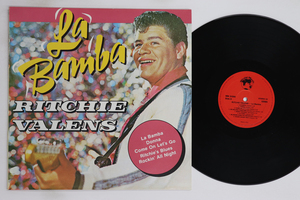 La
Bamba
RITCHIE
VALENS
La Bamba
Donna
Come On Let's Go
Ritchie's Blues
Rockin' All Night